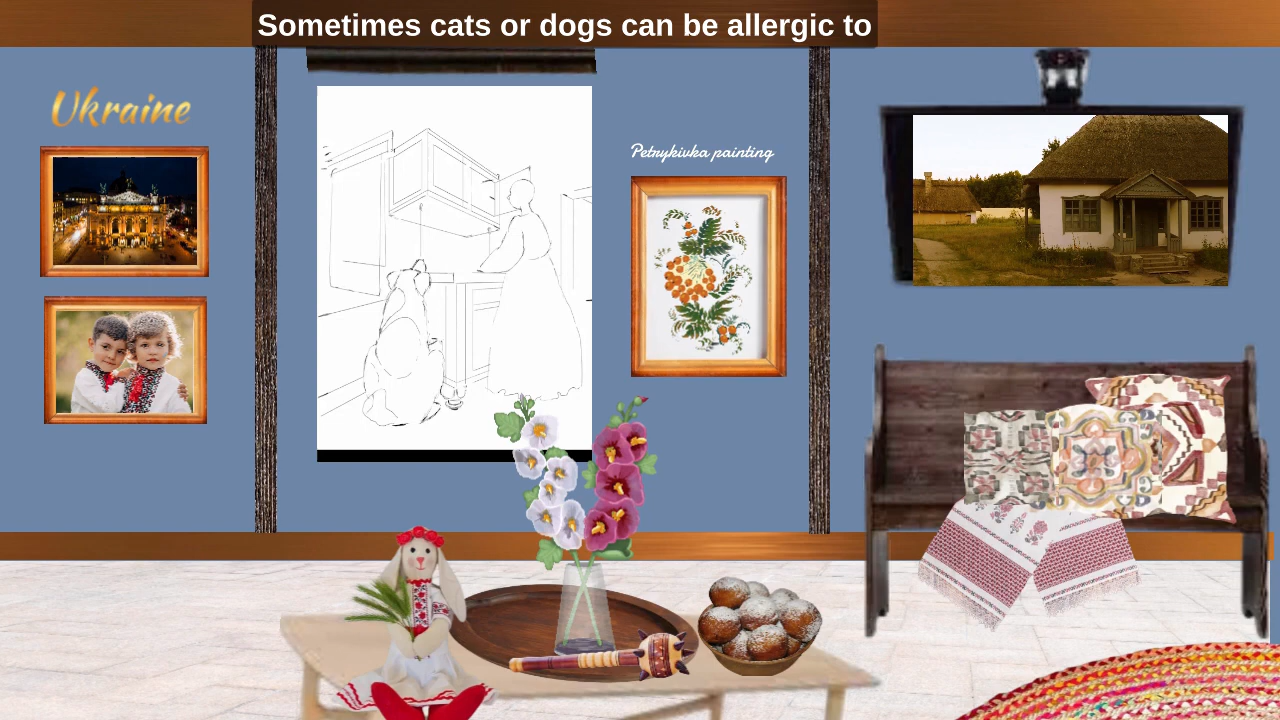 Sometimes cats or dogs can be allergic to
Ukraine
Petrykivka painting